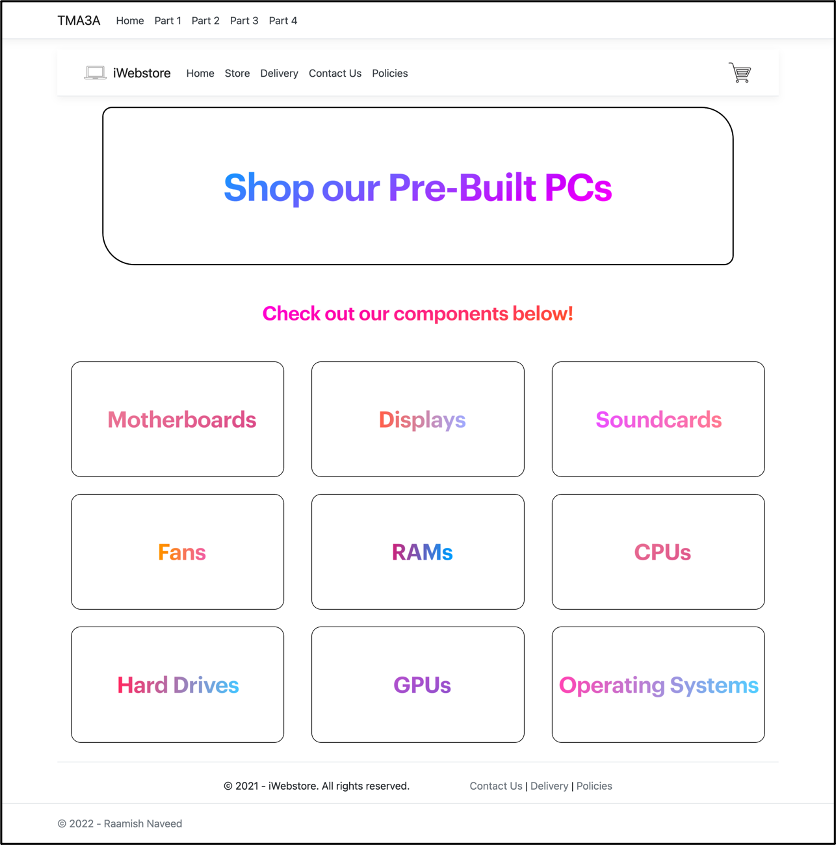 TMA3A Home Part 1 Part 2 Part 3 Part 4
iWebstore Home Store Delivery Contact Us Policies
Shop our Pre-Built PCs
Check out our components below!
Motherboards Displays Soundcards
Fans RAMs CPUs
Hard Drives GPUs Operating Systems
© 2021 - iWebstore. All rights reserved. Contact Us | Delivery | Policies
© 2022 - Raamish Naveed